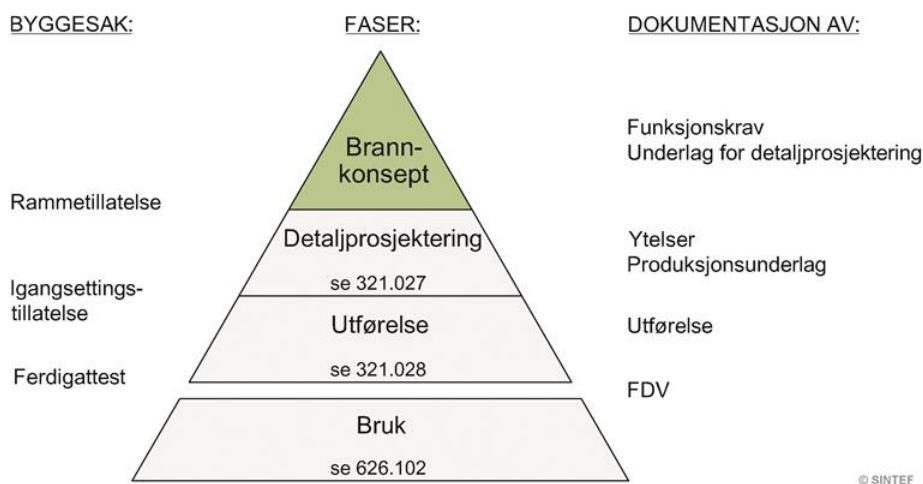 BYGGESAK:
FASER:
DOKUMENTASJON AV:
Brann-
konsept
Funksjonskrav
Underlag for detaljprosjektering
Rammetillatelse
Detaljprosjektering
se 321.027
Ytelser
Produksjonsunderlag
Igangsettings-
tillatelse
Utførelse
se 321.028
Utførelse
Ferdigattest
FDV
Bruk
se 626.102
© SINTEF